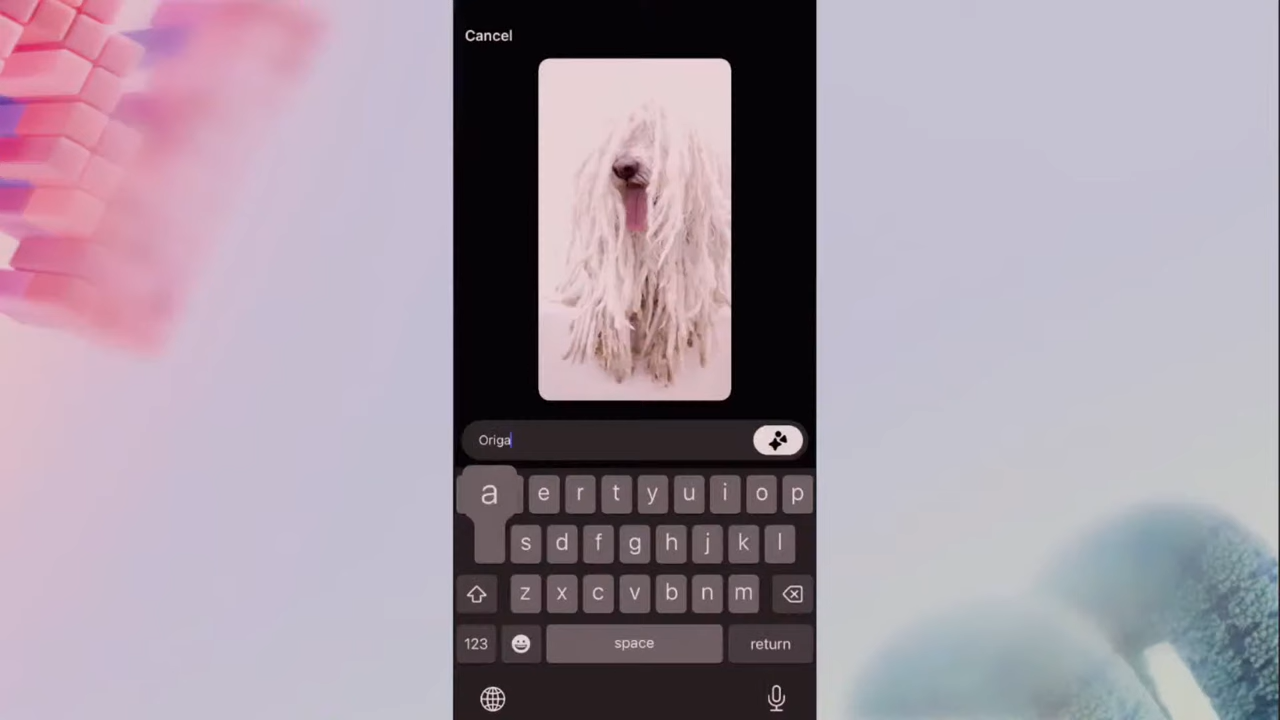 Cancel
Origa
a e r t y u i o p
s d f g h j k l
z x c v b n m
123 space return